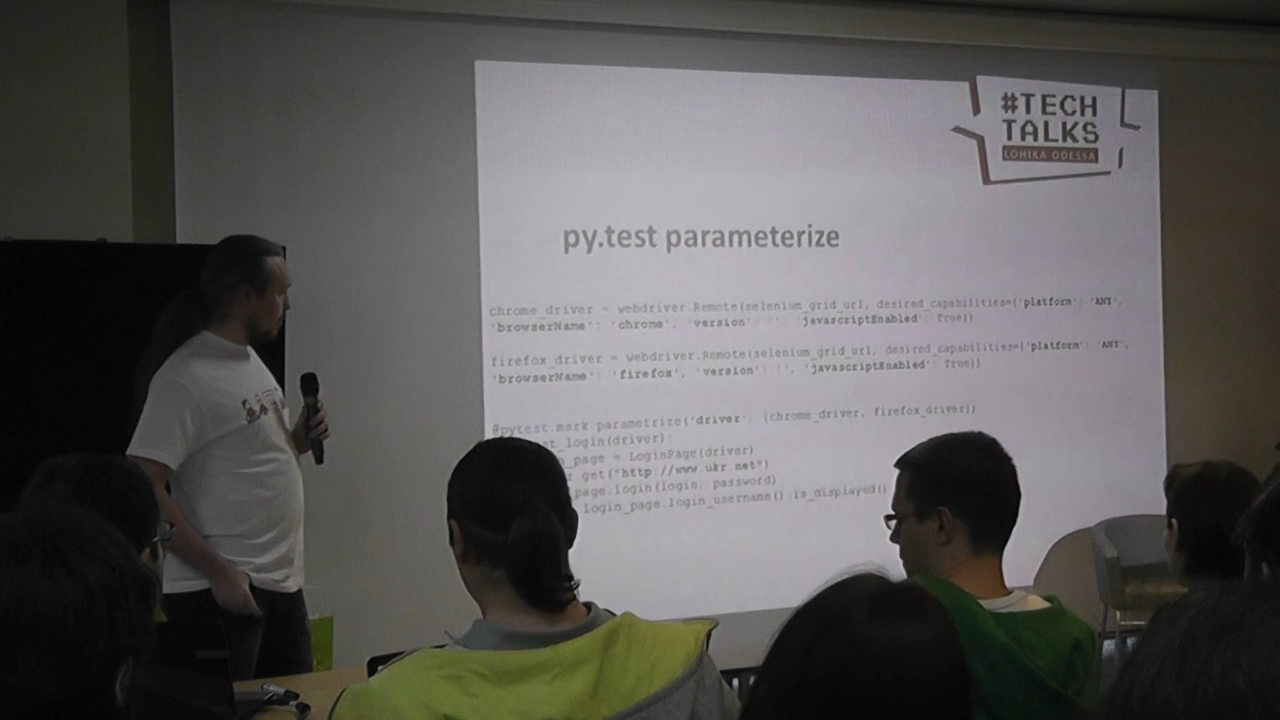 #TECH
TALKS
LOHIKA ODESSA
py.test parameterize
chrome_driver = webdriver.Remote(selenium_grid_url, desired_capabilities={'platform': 'ANY',
'browserName': 'chrome', 'version': '', 'javascriptEnabled': True})
firefox_driver = webdriver.Remote(selenium_grid_url, desired_capabilities={'platform': 'ANY',
'browserName': 'firefox', 'version': '', 'javascriptEnabled': True})
@pytest.mark.parametrize('driver', [chrome_driver, firefox_driver])
st_login(driver):
n_page = LoginPage(driver)
r.get("http://www.ukr.net")
page.login(login, password)
login_page.login_username().is_displayed()